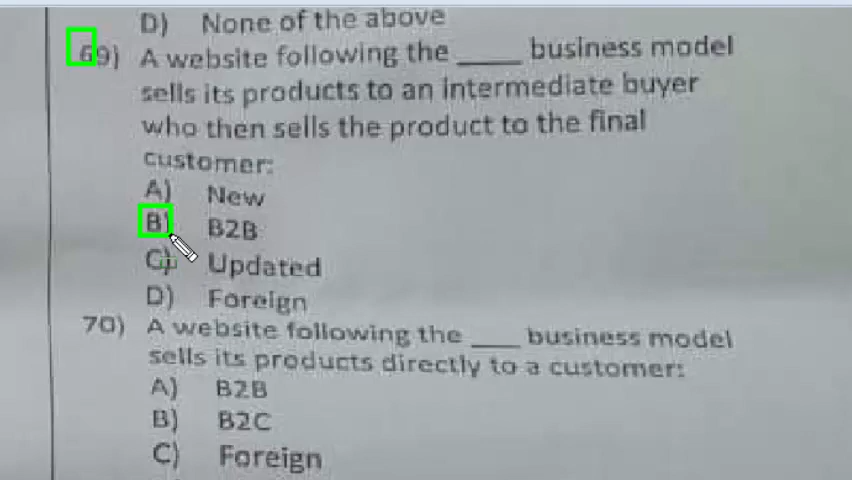 D) None of the above
69) A website following the ____ business model
sells its products to an intermediate buyer
who then sells the product to the final
customer:
A) New
B) B2B
C) Updated
D) Foreign
70) A website following the ____ business model
sells its products directly to a customer:
A) B2B
B) B2C
C) Foreign